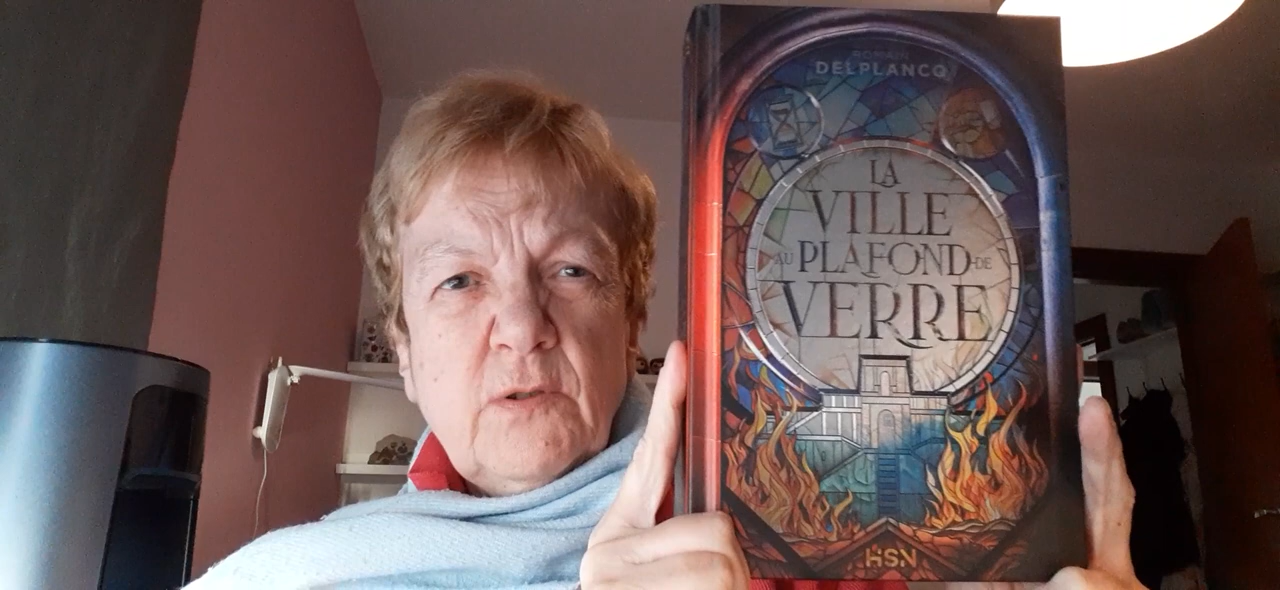 ROMAIN
DELPLANCQ
LA
VILLE
AU PLAFOND DE
VERRE
HSN